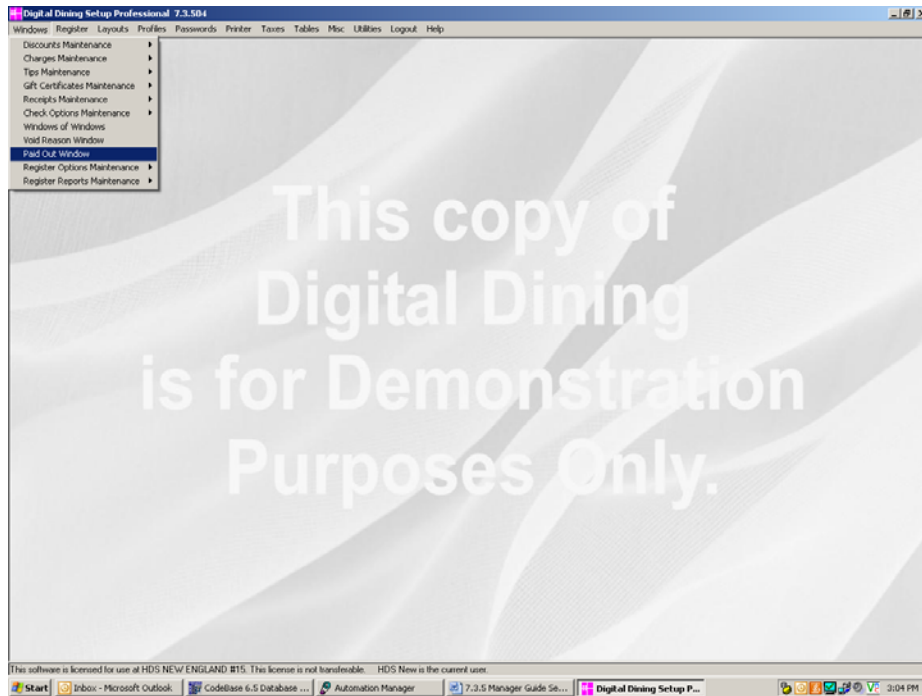 Digital Dining Setup Professional 7.3.504
Windows Register Layouts Profiles Passwords Printer Taxes Tables Misc Utilities Logout Help
Discounts Maintenance
Charges Maintenance
Tips Maintenance
Gift Certificates Maintenance
Receipts Maintenance
Check Options Maintenance
Windows of Windows
Void Reason Window
Paid Out Window
Register Options Maintenance
Register Reports Maintenance
This copy of
Digital Dining
is for Demonstration
Purposes Only.
This software is licensed for use at HDS NEW ENGLAND #15. This license is not transferable. HDS New is the current user.
Start Inbox - Microsoft Outlook CodeBase 6.5 Database ... Automation Manager 7.3.5 Manager Guide Se... Digital Dining Setup P... 3:04 PM